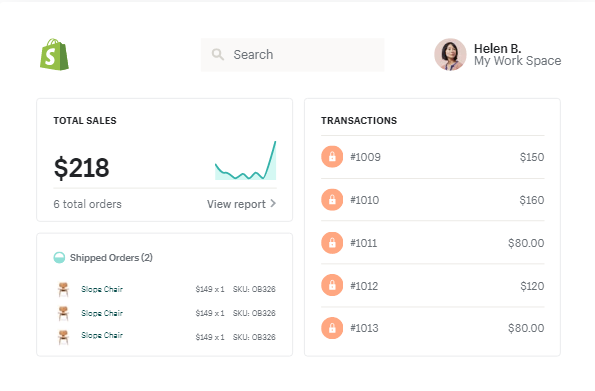 Search
Helen B.
My Work Space
TOTAL SALES
$218
6 total orders
View report
Shipped Orders (2)
Slope Chair
$149 x 1 SKU: OB326
Slope Chair
$149 x 1 SKU: OB326
Slope Chair
$149 x 1 SKU: OB326
TRANSACTIONS
#1009 $150
#1010 $160
#1011 $80.00
#1012 $120
#1013 $80.00